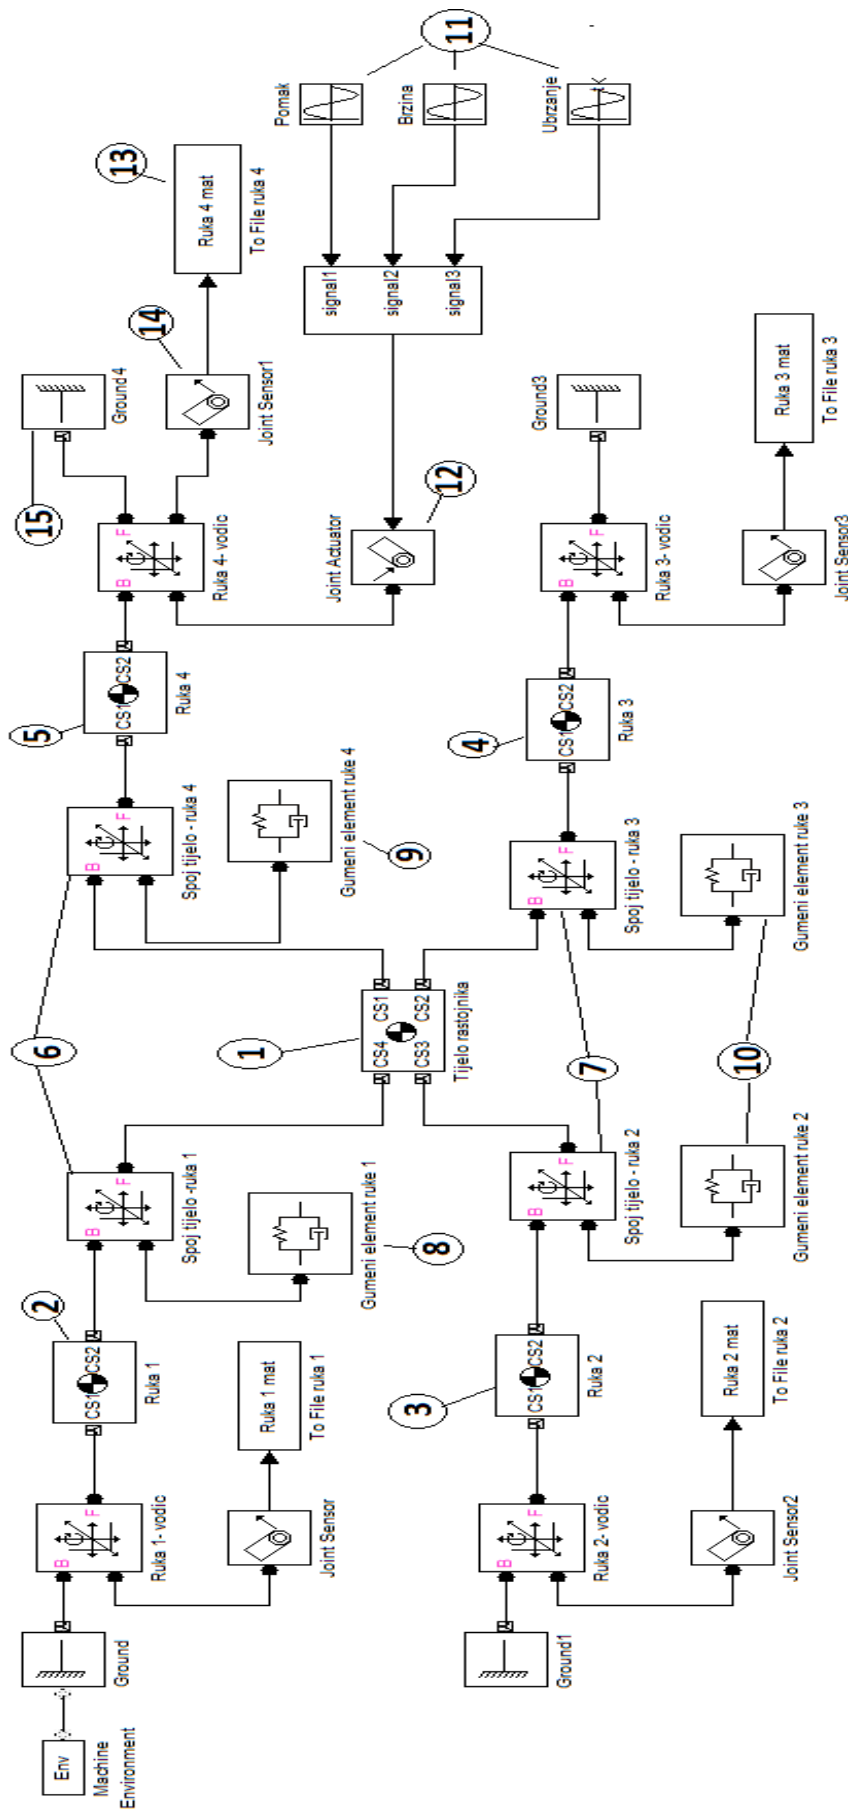 Env
Machine
Environment
Ground
B
F
Ruka 1- vodic
Joint Sensor
Ruka 1 mat
To File ruka 1
CS1
CS2
Ruka 1
2
B
F
Spoj tijelo -ruka 1
Gumeni element ruke 1
8
6
1
CS4
CS1
CS3
CS2
Tijelo rastojnika
B
F
Spoj tijelo - ruka 4
Gumeni element ruke 4
9
5
CS1
CS2
Ruka 4
B
F
Ruka 4- vodic
15
Ground4
14
Joint Sensor1
13
Ruka 4 mat
To File ruka 4
Joint Actuator
12
signal1
signal2
signal3
Pomak
Brzina
Ubrzanje
t
11
Ground1
B
F
Ruka 2- vodic
Joint Sensor2
Ruka 2 mat
To File ruka 2
3
CS1
CS2
Ruka 2
B
F
Spoj tijelo - ruka 2
Gumeni element ruke 2
7
10
B
F
Spoj tijelo - ruka 3
Gumeni element ruke 3
4
CS1
CS2
Ruka 3
B
F
Ruka 3- vodic
Ground3
Joint Sensor3
Ruka 3 mat
To File ruka 3